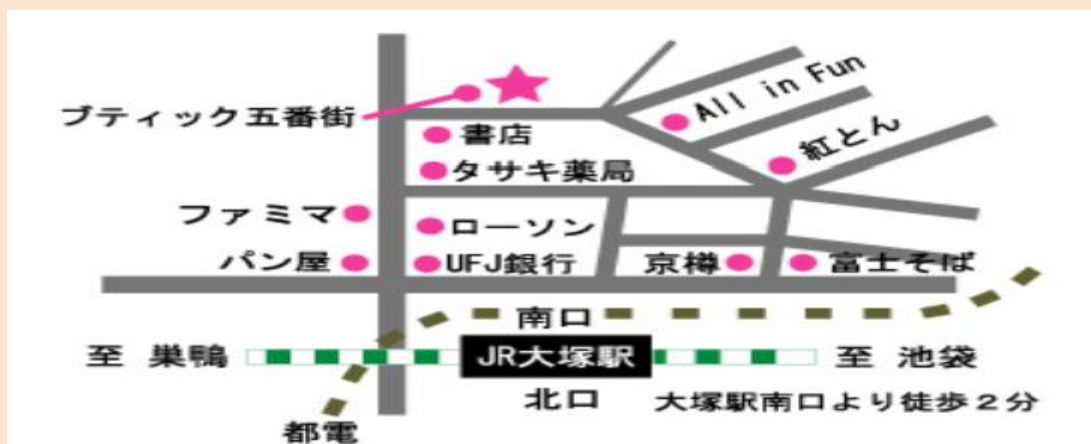 ブティック五番街
書店
タサキ薬局
All in Fun
紅とん
ファミマ
ローソン
パン屋
UFJ銀行
京樽
富士そば
南口
至 巣鴨
JR大塚駅
至 池袋
北口
大塚駅南口より徒歩2分
都電